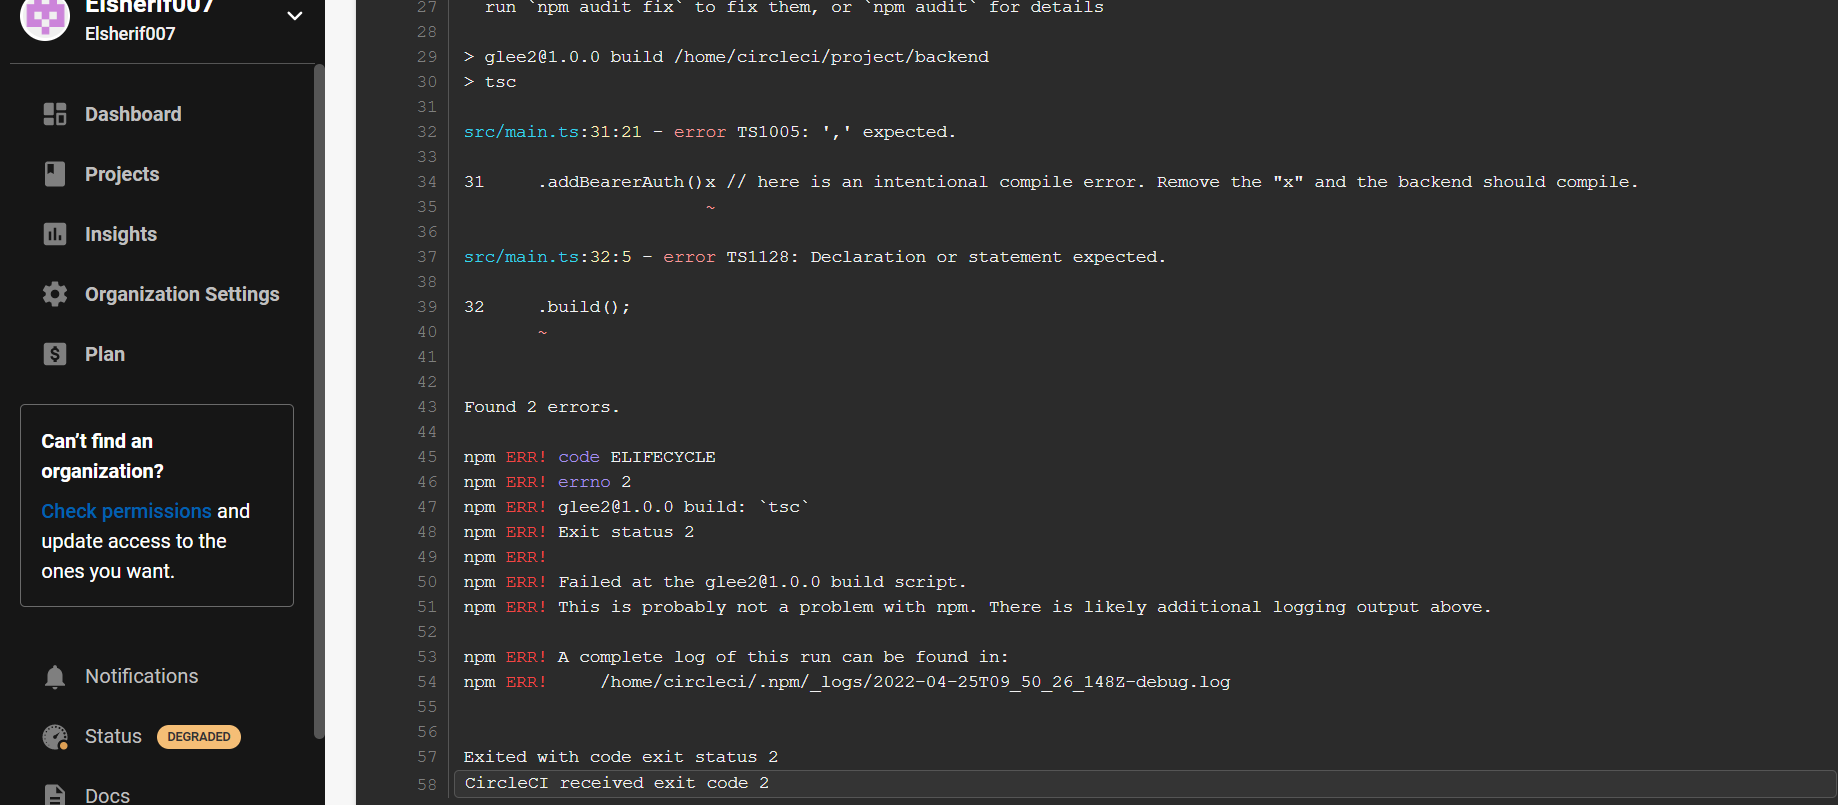 Elsherif007
Elsherif007
Dashboard
Projects
Insights
Organization Settings
Plan
Can't find an
organization?
Check permissions and
update access to the
ones you want.
Notifications
Status DEGRADED
Docs
27 run `npm audit fix` to fix them, or `npm audit` for details
28
29 > glee2@1.0.0 build /home/circleci/project/backend
30 > tsc
31
32 src/main.ts:31:21 - error TS1005: ',' expected.
33
34 31 .addBearerAuth()x // here is an intentional compile error. Remove the "x" and the backend should compile.
35 ~
36
37 src/main.ts:32:5 - error TS1128: Declaration or statement expected.
38
39 32 .build();
40 ~
41
42
43 Found 2 errors.
44
45 npm ERR! code ELIFECYCLE
46 npm ERR! errno 2
47 npm ERR! glee2@1.0.0 build: `tsc`
48 npm ERR! Exit status 2
49 npm ERR!
50 npm ERR! Failed at the glee2@1.0.0 build script.
51 npm ERR! This is probably not a problem with npm. There is likely additional logging output above.
52
53 npm ERR! A complete log of this run can be found in:
54 npm ERR! /home/circleci/.npm/_logs/2022-04-25T09_50_26_148Z-debug.log
55
56
57 Exited with code exit status 2
58 CircleCI received exit code 2